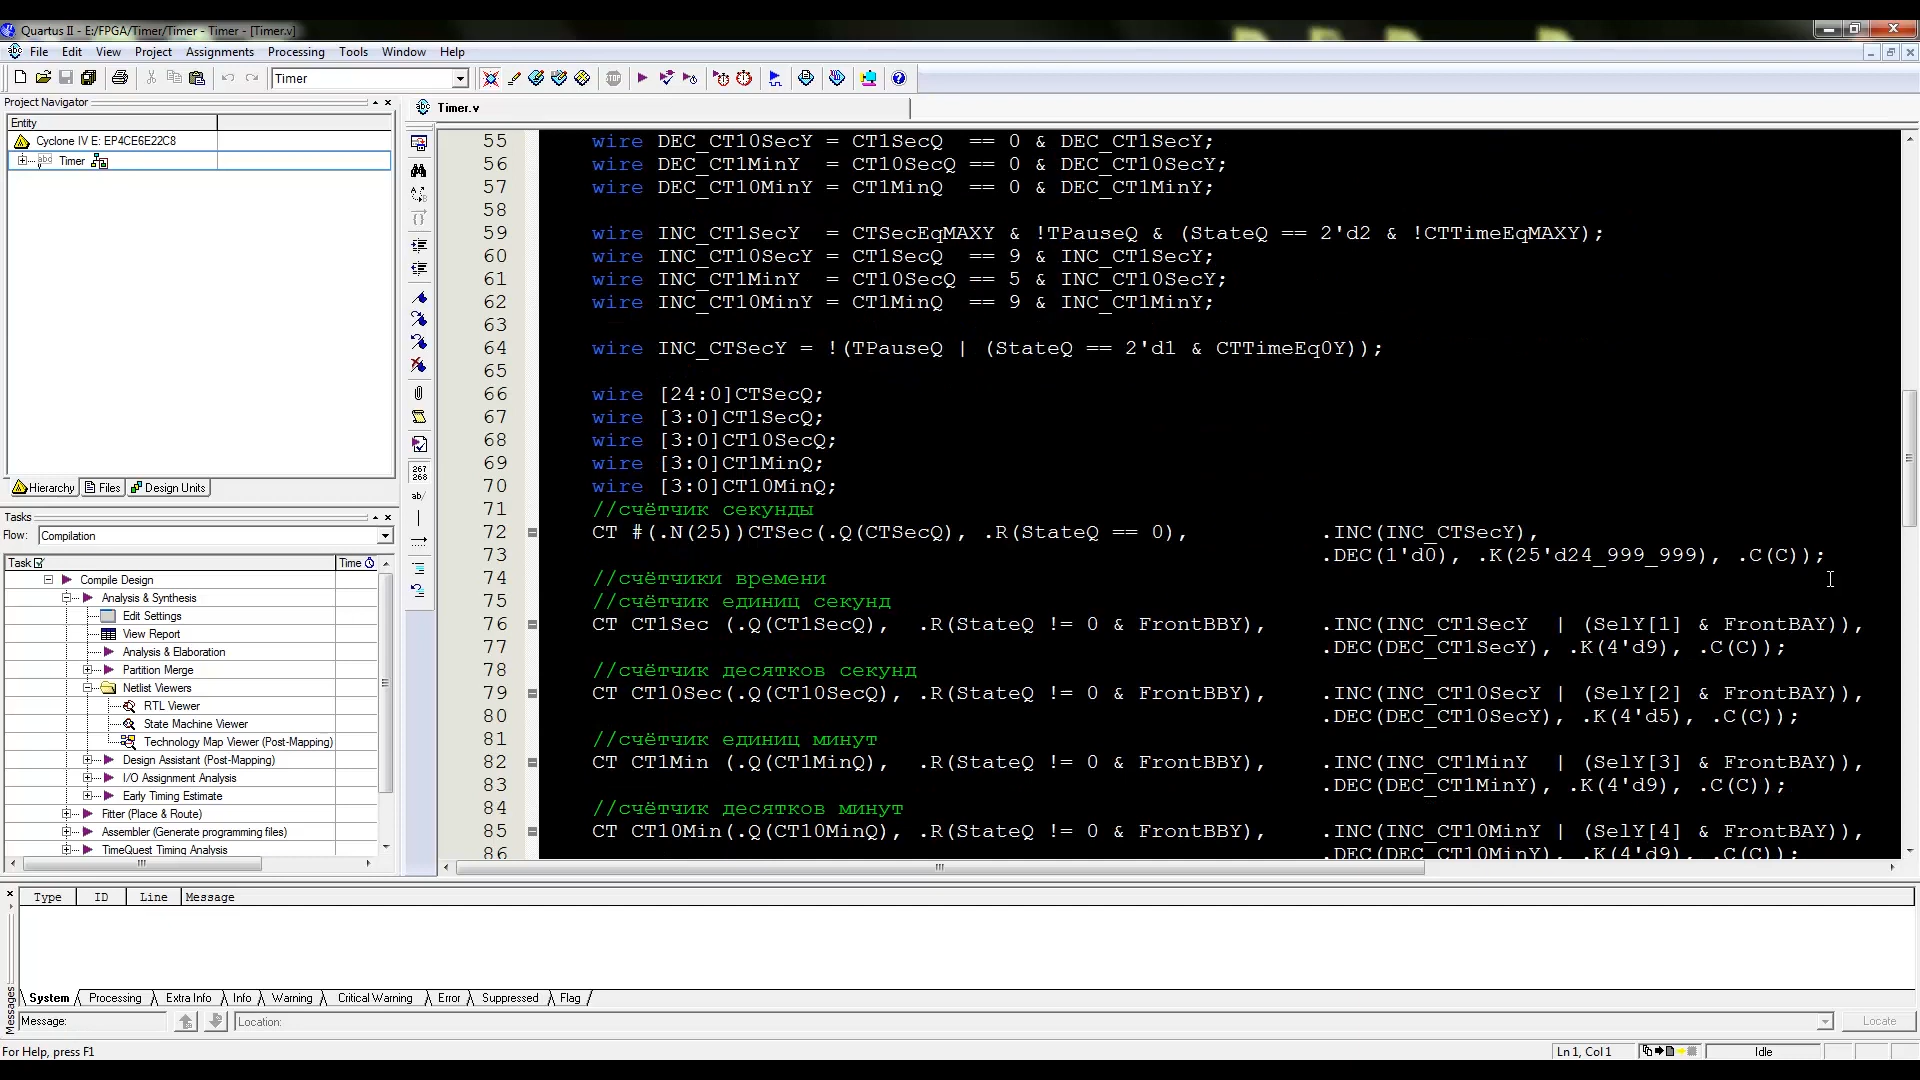 Quartus II - E:/FPGA/Timer/Timer - Timer - [Timer.v]
File Edit View Project Assignments Processing Tools Window Help
Timer
Project Navigator
Entity
Cyclone IV E: EP4CE6E22C8
Timer
Hierarchy Files Design Units
Tasks
Flow: Compilation
Task Time
Compile Design
Analysis & Synthesis
Edit Settings
View Report
Analysis & Elaboration
Partition Merge
Netlist Viewers
RTL Viewer
State Machine Viewer
Technology Map Viewer (Post-Mapping)
Design Assistant (Post-Mapping)
I/O Assignment Analysis
Early Timing Estimate
Fitter (Place & Route)
Assembler (Generate programming files)
TimeQuest Timing Analysis
Timer.v
267
268
ab/
55 wire DEC_CT10SecY = CT1SecQ == 0 & DEC_CT1SecY;
56 wire DEC_CT1MinY = CT10SecQ == 0 & DEC_CT10SecY;
57 wire DEC_CT10MinY = CT1MinQ == 0 & DEC_CT1MinY;
58
59 wire INC_CT1SecY = CTSecEqMAXY & !TPauseQ & (StateQ == 2'd2 & !CTTimeEqMAXY);
60 wire INC_CT10SecY = CT1SecQ == 9 & INC_CT1SecY;
61 wire INC_CT1MinY = CT10SecQ == 5 & INC_CT10SecY;
62 wire INC_CT10MinY = CT1MinQ == 9 & INC_CT1MinY;
63
64 wire INC_CTSecY = !(TPauseQ | (StateQ == 2'd1 & CTTimeEq0Y));
65
66 wire [24:0]CTSecQ;
67 wire [3:0]CT1SecQ;
68 wire [3:0]CT10SecQ;
69 wire [3:0]CT1MinQ;
70 wire [3:0]CT10MinQ;
71 //счётчик секунды
72 CT #(.N(25))CTSec(.Q(CTSecQ), .R(StateQ == 0), .INC(INC_CTSecY),
73 .DEC(1'd0), .K(25'd24_999_999), .C(C));
74 //счётчики времени
75 //счётчик единиц секунд
76 CT CT1Sec (.Q(CT1SecQ), .R(StateQ != 0 & FrontBBY), .INC(INC_CT1SecY | (SelY[1] & FrontBAY)),
77 .DEC(DEC_CT1SecY), .K(4'd9), .C(C));
78 //счётчик десятков секунд
79 CT CT10Sec(.Q(CT10SecQ), .R(StateQ != 0 & FrontBBY), .INC(INC_CT10SecY | (SelY[2] & FrontBAY)),
80 .DEC(DEC_CT10SecY), .K(4'd5), .C(C));
81 //счётчик единиц минут
82 CT CT1Min (.Q(CT1MinQ), .R(StateQ != 0 & FrontBBY), .INC(INC_CT1MinY | (SelY[3] & FrontBAY)),
83 .DEC(DEC_CT1MinY), .K(4'd9), .C(C));
84 //счётчик десятков минут
85 CT CT10Min(.Q(CT10MinQ), .R(StateQ != 0 & FrontBBY), .INC(INC_CT10MinY | (SelY[4] & FrontBAY)),
86 .DEC(DEC_CT10MinY), .K(4'd9), .C(C));
Type ID Line Message
System Processing Extra Info Info Warning Critical Warning Error Suppressed Flag
Messages
Message: Location: Locate
For Help, press F1 Ln 1, Col 1 Idle